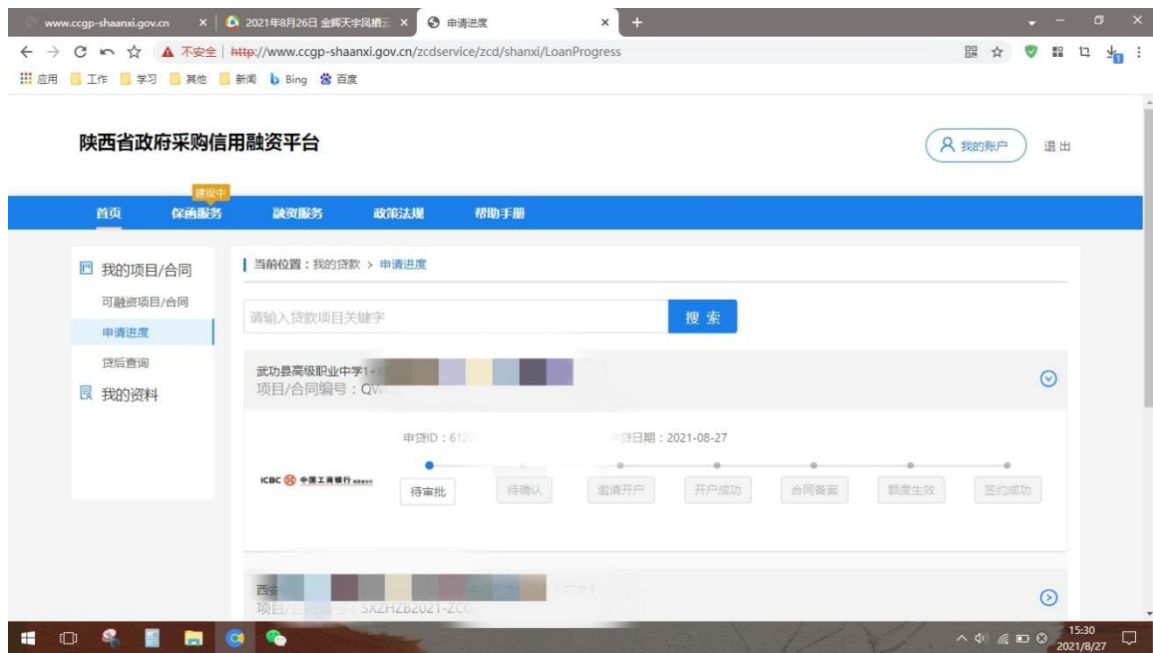 www.ccgp-shaanxi.gov.cn
2021年8月26日 金辉天宇凤栖云
申请进度
不安全 http://www.ccgp-shaanxi.gov.cn/zcdservice/zcd/shanxi/LoanProgress
应用 工作 学习 其他 新闻 Bing 百度
陕西省政府采购信用融资平台
我的账户 退出
建设中
首页 保函服务 融资服务 政策法规 帮助手册
我的项目/合同
可融资项目/合同
申请进度
贷后查询
我的资料
当前位置：我的贷款 > 申请进度
请输入贷款项目关键字
搜索
武功县高级职业中学1+X
项目/合同编号：QW
申贷ID：612 申贷日期：2021-08-27
ICBC 中国工商银行
待审批 待确认 邀请开户 开户成功 合同备案 额度生效 签约成功
西安
项目/合同编号：SXZHZB2021-ZC
15:30
2021/8/27